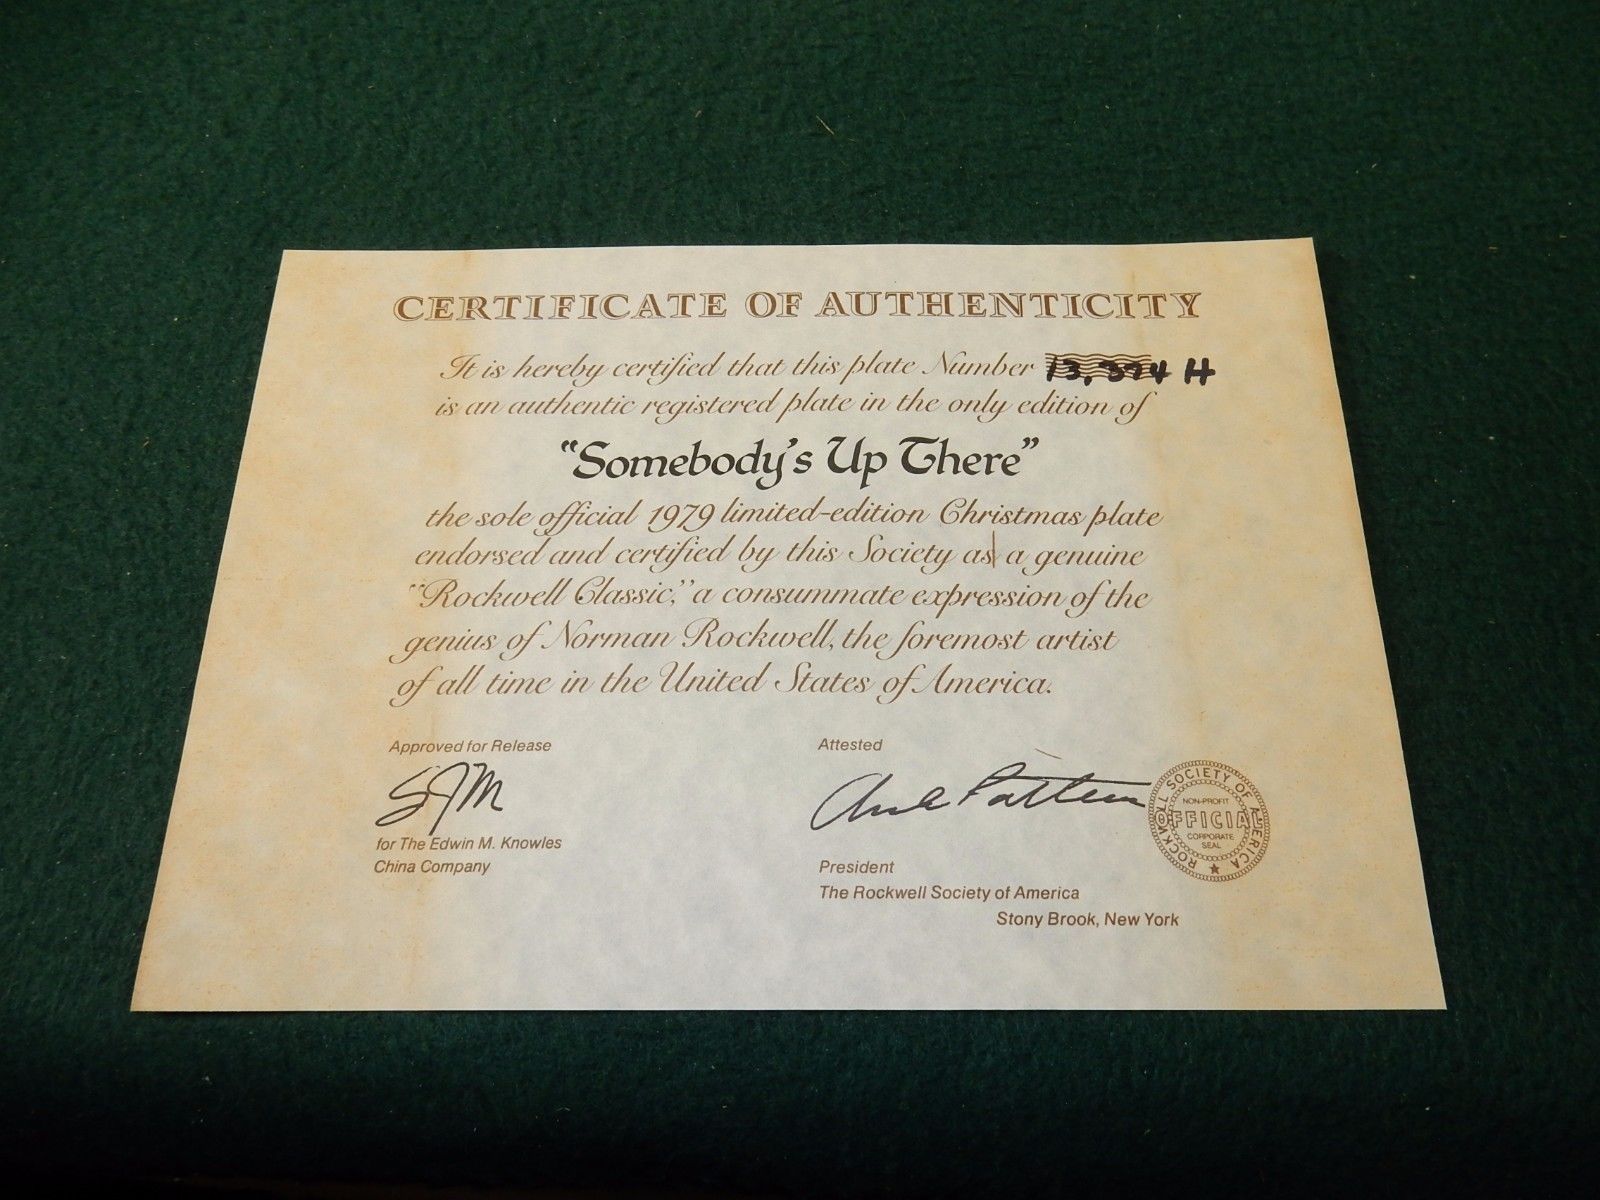 CERTIFICATE OF AUTHENTICITY
It is hereby certified that this plate Number 13,374 H
is an authentic registered plate in the only edition of
“Somebody’s Up There”
the sole official 1979 limited-edition Christmas plate
endorsed and certified by this Society as a genuine
“Rockwell Classic,” a consummate expression of the
genius of Norman Rockwell, the foremost artist
of all time in the United States of America.
Approved for Release
SJM
for The Edwin M. Knowles
China Company
Attested
President
The Rockwell Society of America
Stony Brook, New York
ROCKWELL SOCIETY OF AMERICA
NON-PROFIT
OFFICIAL
CORPORATE
SEAL